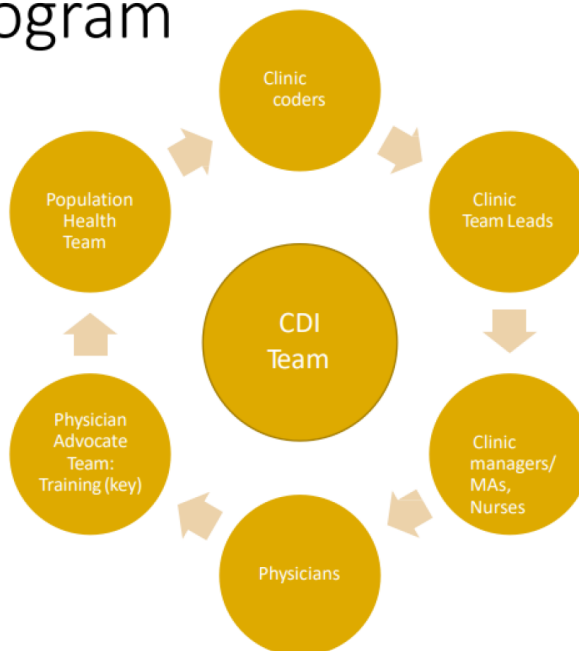 ogram
Clinic
coders
Clinic
Team Leads
Clinic
managers/
MAs,
Nurses
Physicians
Physician
Advocate
Team:
Training (key)
Population
Health
Team
CDI
Team